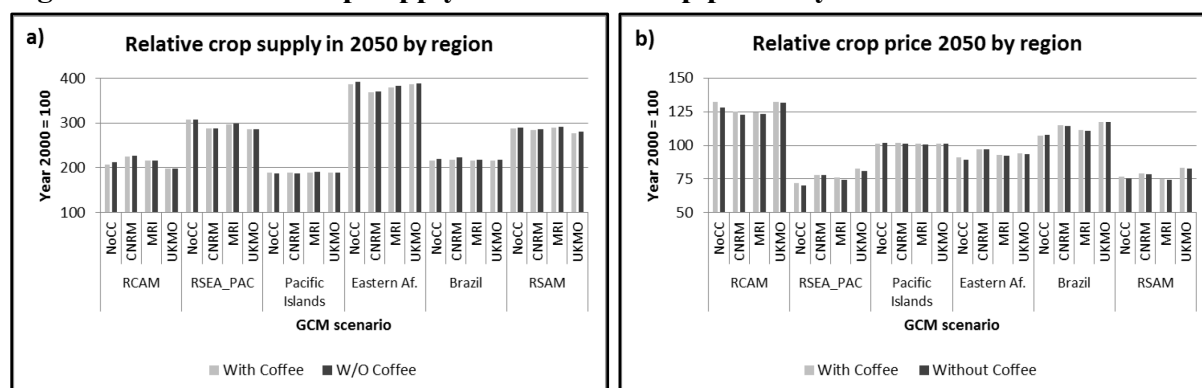 a)
Relative crop supply in 2050 by region
Year 2000 = 100
400
300
200
100
NoCC CNRM MRI UKMO NoCC CNRM MRI UKMO NoCC CNRM MRI UKMO NoCC CNRM MRI UKMO NoCC CNRM MRI UKMO NoCC CNRM MRI UKMO
RCAM RSEA_PAC Pacific Islands Eastern Af. Brazil RSAM
GCM scenario
With Coffee W/O Coffee
b)
Relative crop price 2050 by region
Year 2000 = 100
150
125
100
75
50
NoCC CNRM MRI UKMO NoCC CNRM MRI UKMO NoCC CNRM MRI UKMO NoCC CNRM MRI UKMO NoCC CNRM MRI UKMO NoCC CNRM MRI UKMO
RCAM RSEA_PAC Pacific Islands Eastern Af. Brazil RSAM
GCM scenario
With Coffee Without Coffee